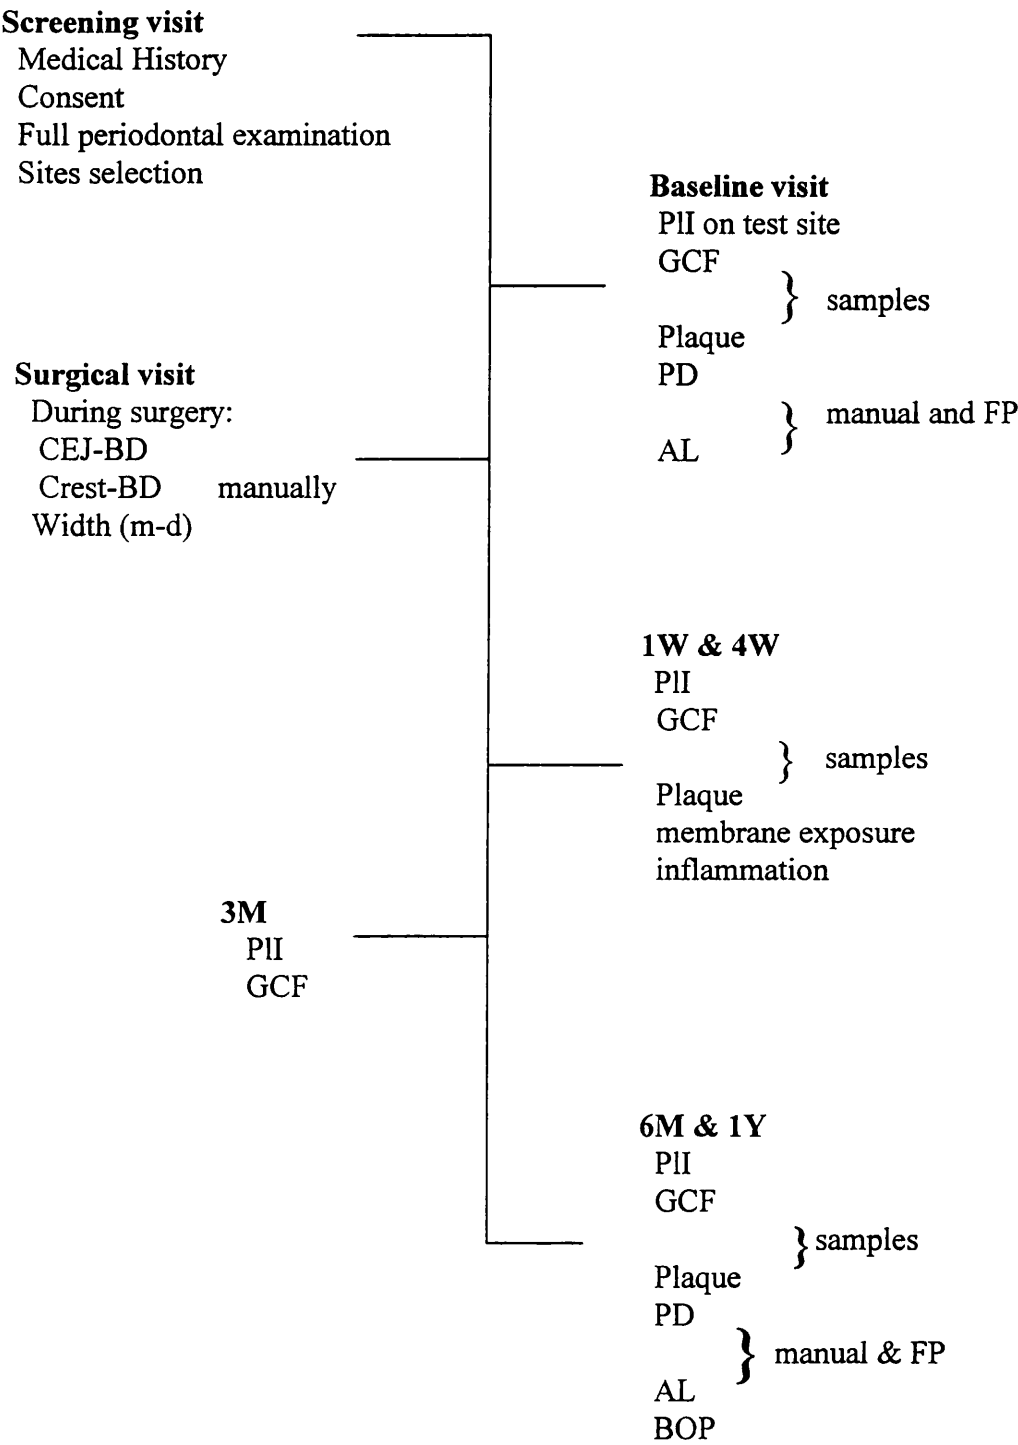 Screening visit
Medical History
Consent
Full periodontal examination
Sites selection
Baseline visit
PlI on test site
GCF
} samples
Plaque
PD
} manual and FP
AL
Surgical visit
During surgery:
CEJ-BD
Crest-BD manually
Width (m-d)
1W & 4W
PlI
GCF
} samples
Plaque
membrane exposure
inflammation
3M
PlI
GCF
6M & 1Y
PlI
GCF
} samples
Plaque
PD
} manual & FP
AL
BOP